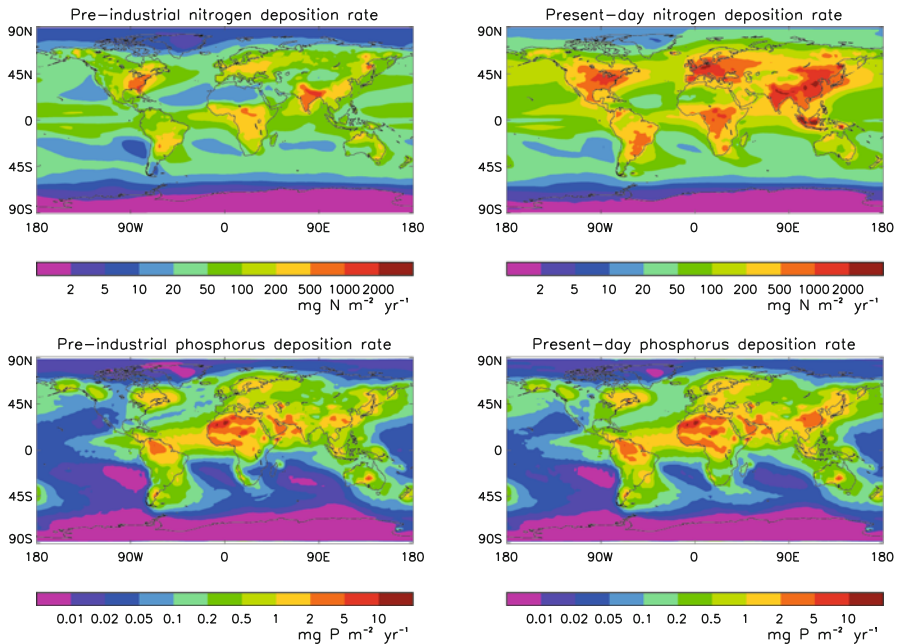 Pre-industrial nitrogen deposition rate
90N
45N
0
45S
90S
180 90W 0 90E 180
2 5 10 20 50 100 200 500 1000 2000
mg N m⁻² yr⁻¹
Present-day nitrogen deposition rate
90N
45N
0
45S
90S
180 90W 0 90E 180
2 5 10 20 50 100 200 500 1000 2000
mg N m⁻² yr⁻¹
Pre-industrial phosphorus deposition rate
90N
45N
0
45S
90S
180 90W 0 90E 180
0.01 0.02 0.05 0.1 0.2 0.5 1 2 5 10
mg P m⁻² yr⁻¹
Present-day phosphorus deposition rate
90N
45N
0
45S
90S
180 90W 0 90E 180
0.01 0.02 0.05 0.1 0.2 0.5 1 2 5 10
mg P m⁻² yr⁻¹